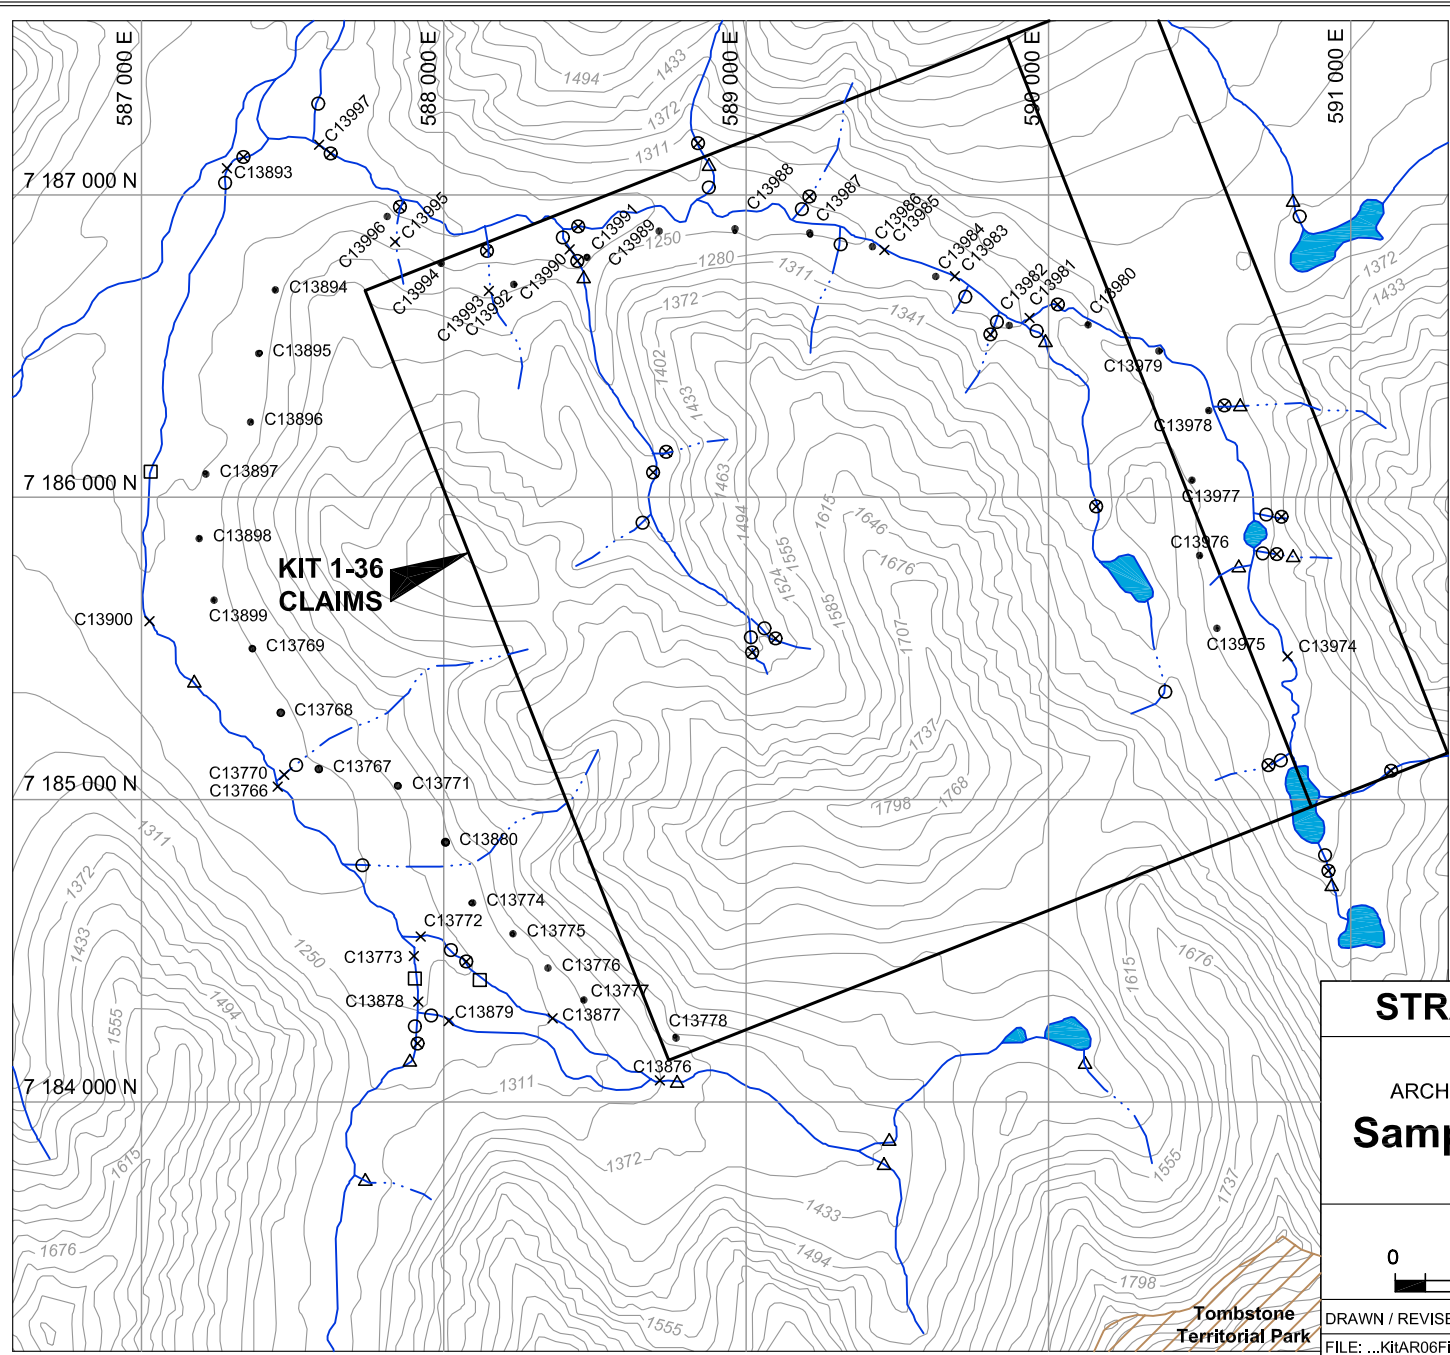 587 000 E
588 000 E
589 000 E
590 000 E
591 000 E
1494
1433
1372
1311
C13997
C13893
7 187 000 N
C13988
C13987
C13986
C13985
C13984
C13983
C13982
C13981
C13980
C13996
C13995
C13991
C13989
1250
1280
1311
1372
1341
C13994
C13993
C13992
C13990
1372
1433
C13894
C13895
C13979
1402
1433
C13896
C13978
C13897
1463
1494
1615
1646
1676
7 186 000 N
C13977
C13898
C13976
KIT 1-36
CLAIMS
1524
1555
1585
1707
C13899
C13900
C13769
C13975
C13974
C13768
1737
C13770
C13767
C13766
C13771
7 185 000 N
1798
1768
1311
C13880
1372
C13774
C13772
C13775
1433
1250
C13773
C13776
1615
1676
C13777
C13878
C13879
C13877
C13778
1494
1555
C13876
7 184 000 N
1311
STR
ARCH
Samp
1615
1372
1555
1737
1433
1676
1494
1798
0
1555
Tombstone
Territorial Park
DRAWN / REVISE
FILE: ...KitAR06Fi